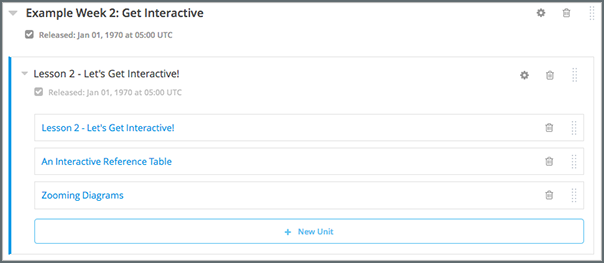 Example Week 2: Get Interactive
Released: Jan 01, 1970 at 05:00 UTC
Lesson 2 - Let's Get Interactive!
Released: Jan 01, 1970 at 05:00 UTC
Lesson 2 - Let's Get Interactive!
An Interactive Reference Table
Zooming Diagrams
+ New Unit